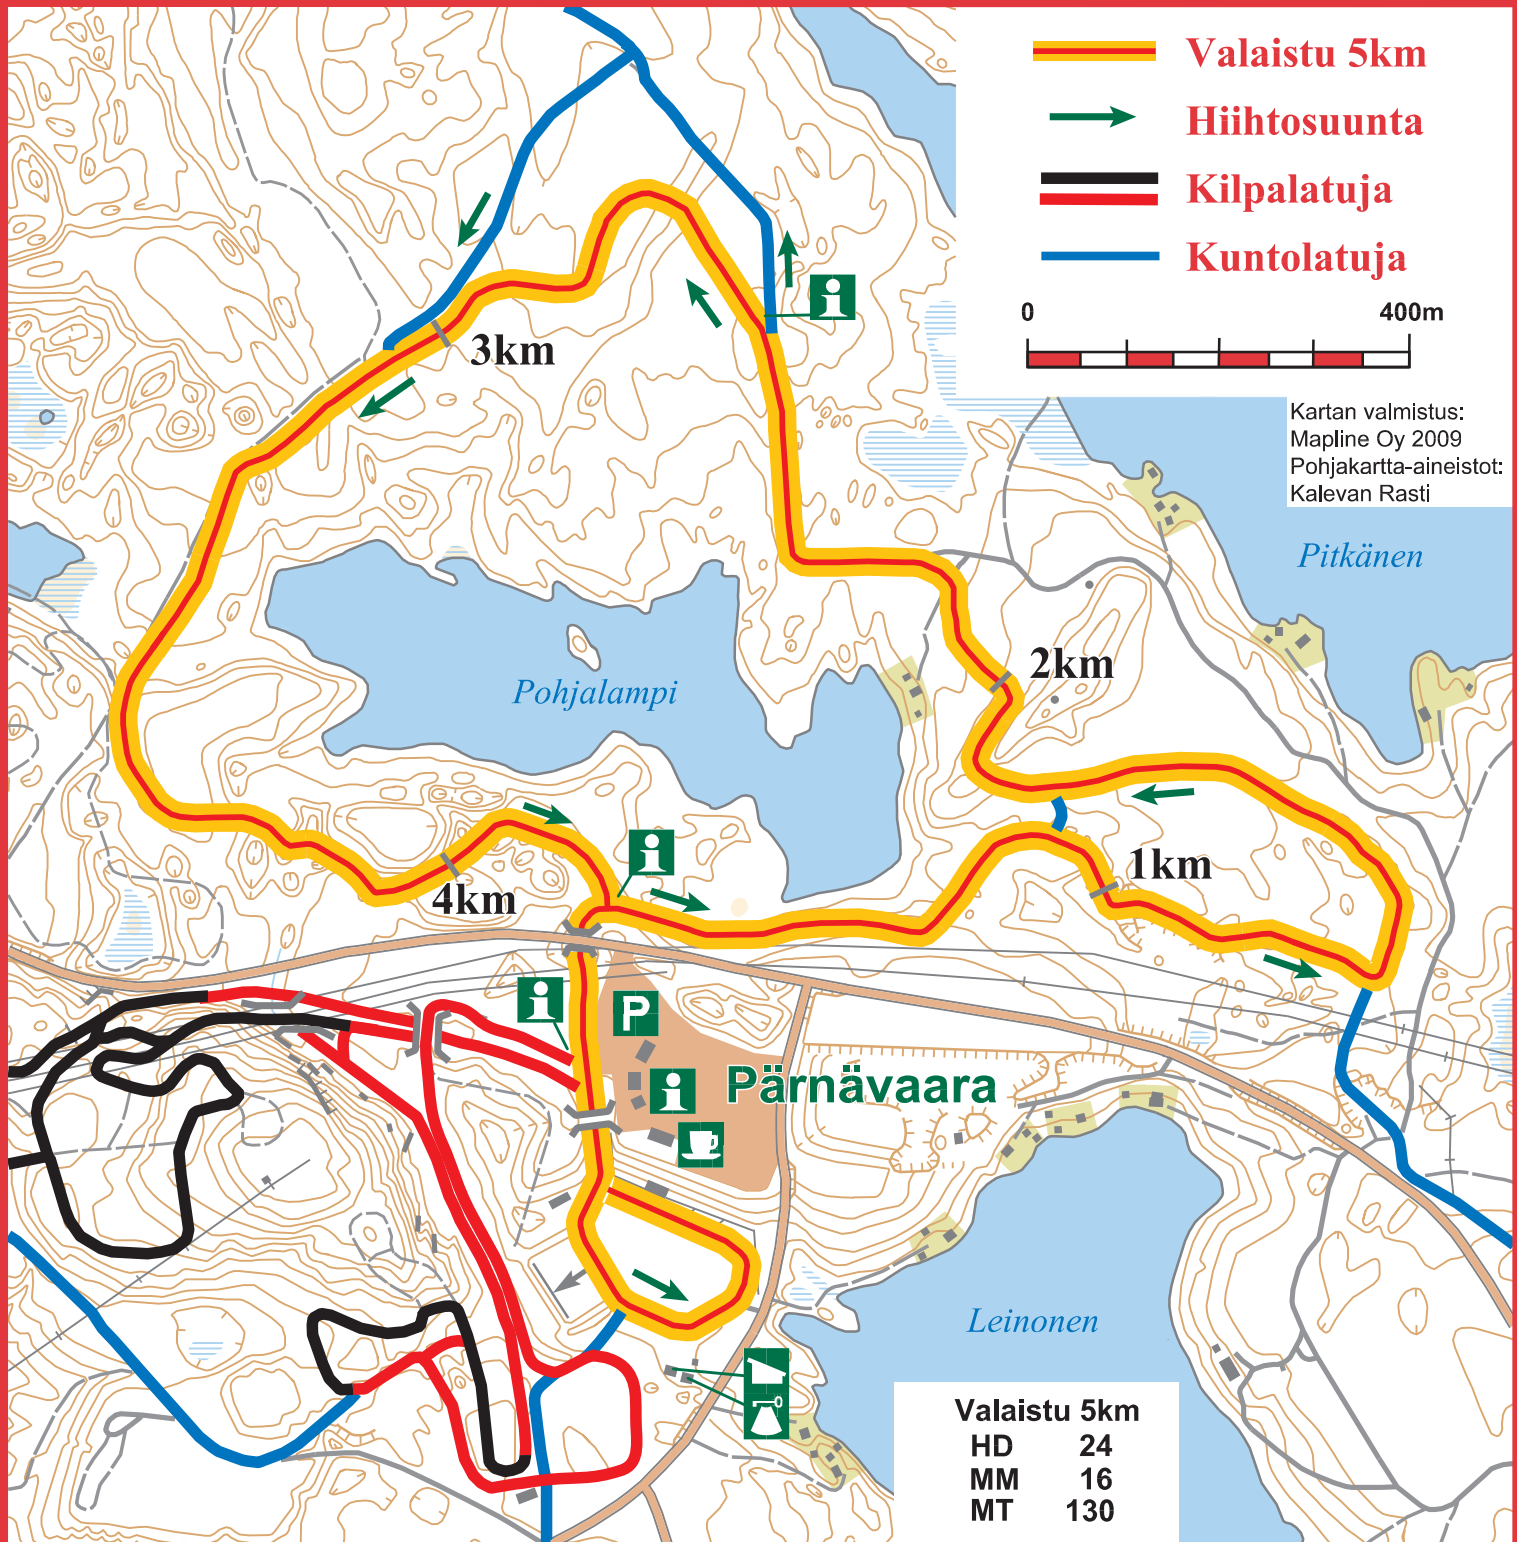 Valaistu 5km
Hiihtosuunta
Kilpalatuja
Kuntolatuja
0 400m
Kartan valmistus:
Mapline Oy 2009
Pohjakartta-aineistot:
Kalevan Rasti
3km
Pitkänen
2km
Pohjalampi
1km
4km
P
Pärnävaara
Leinonen
Valaistu 5km
HD 24
MM 16
MT 130